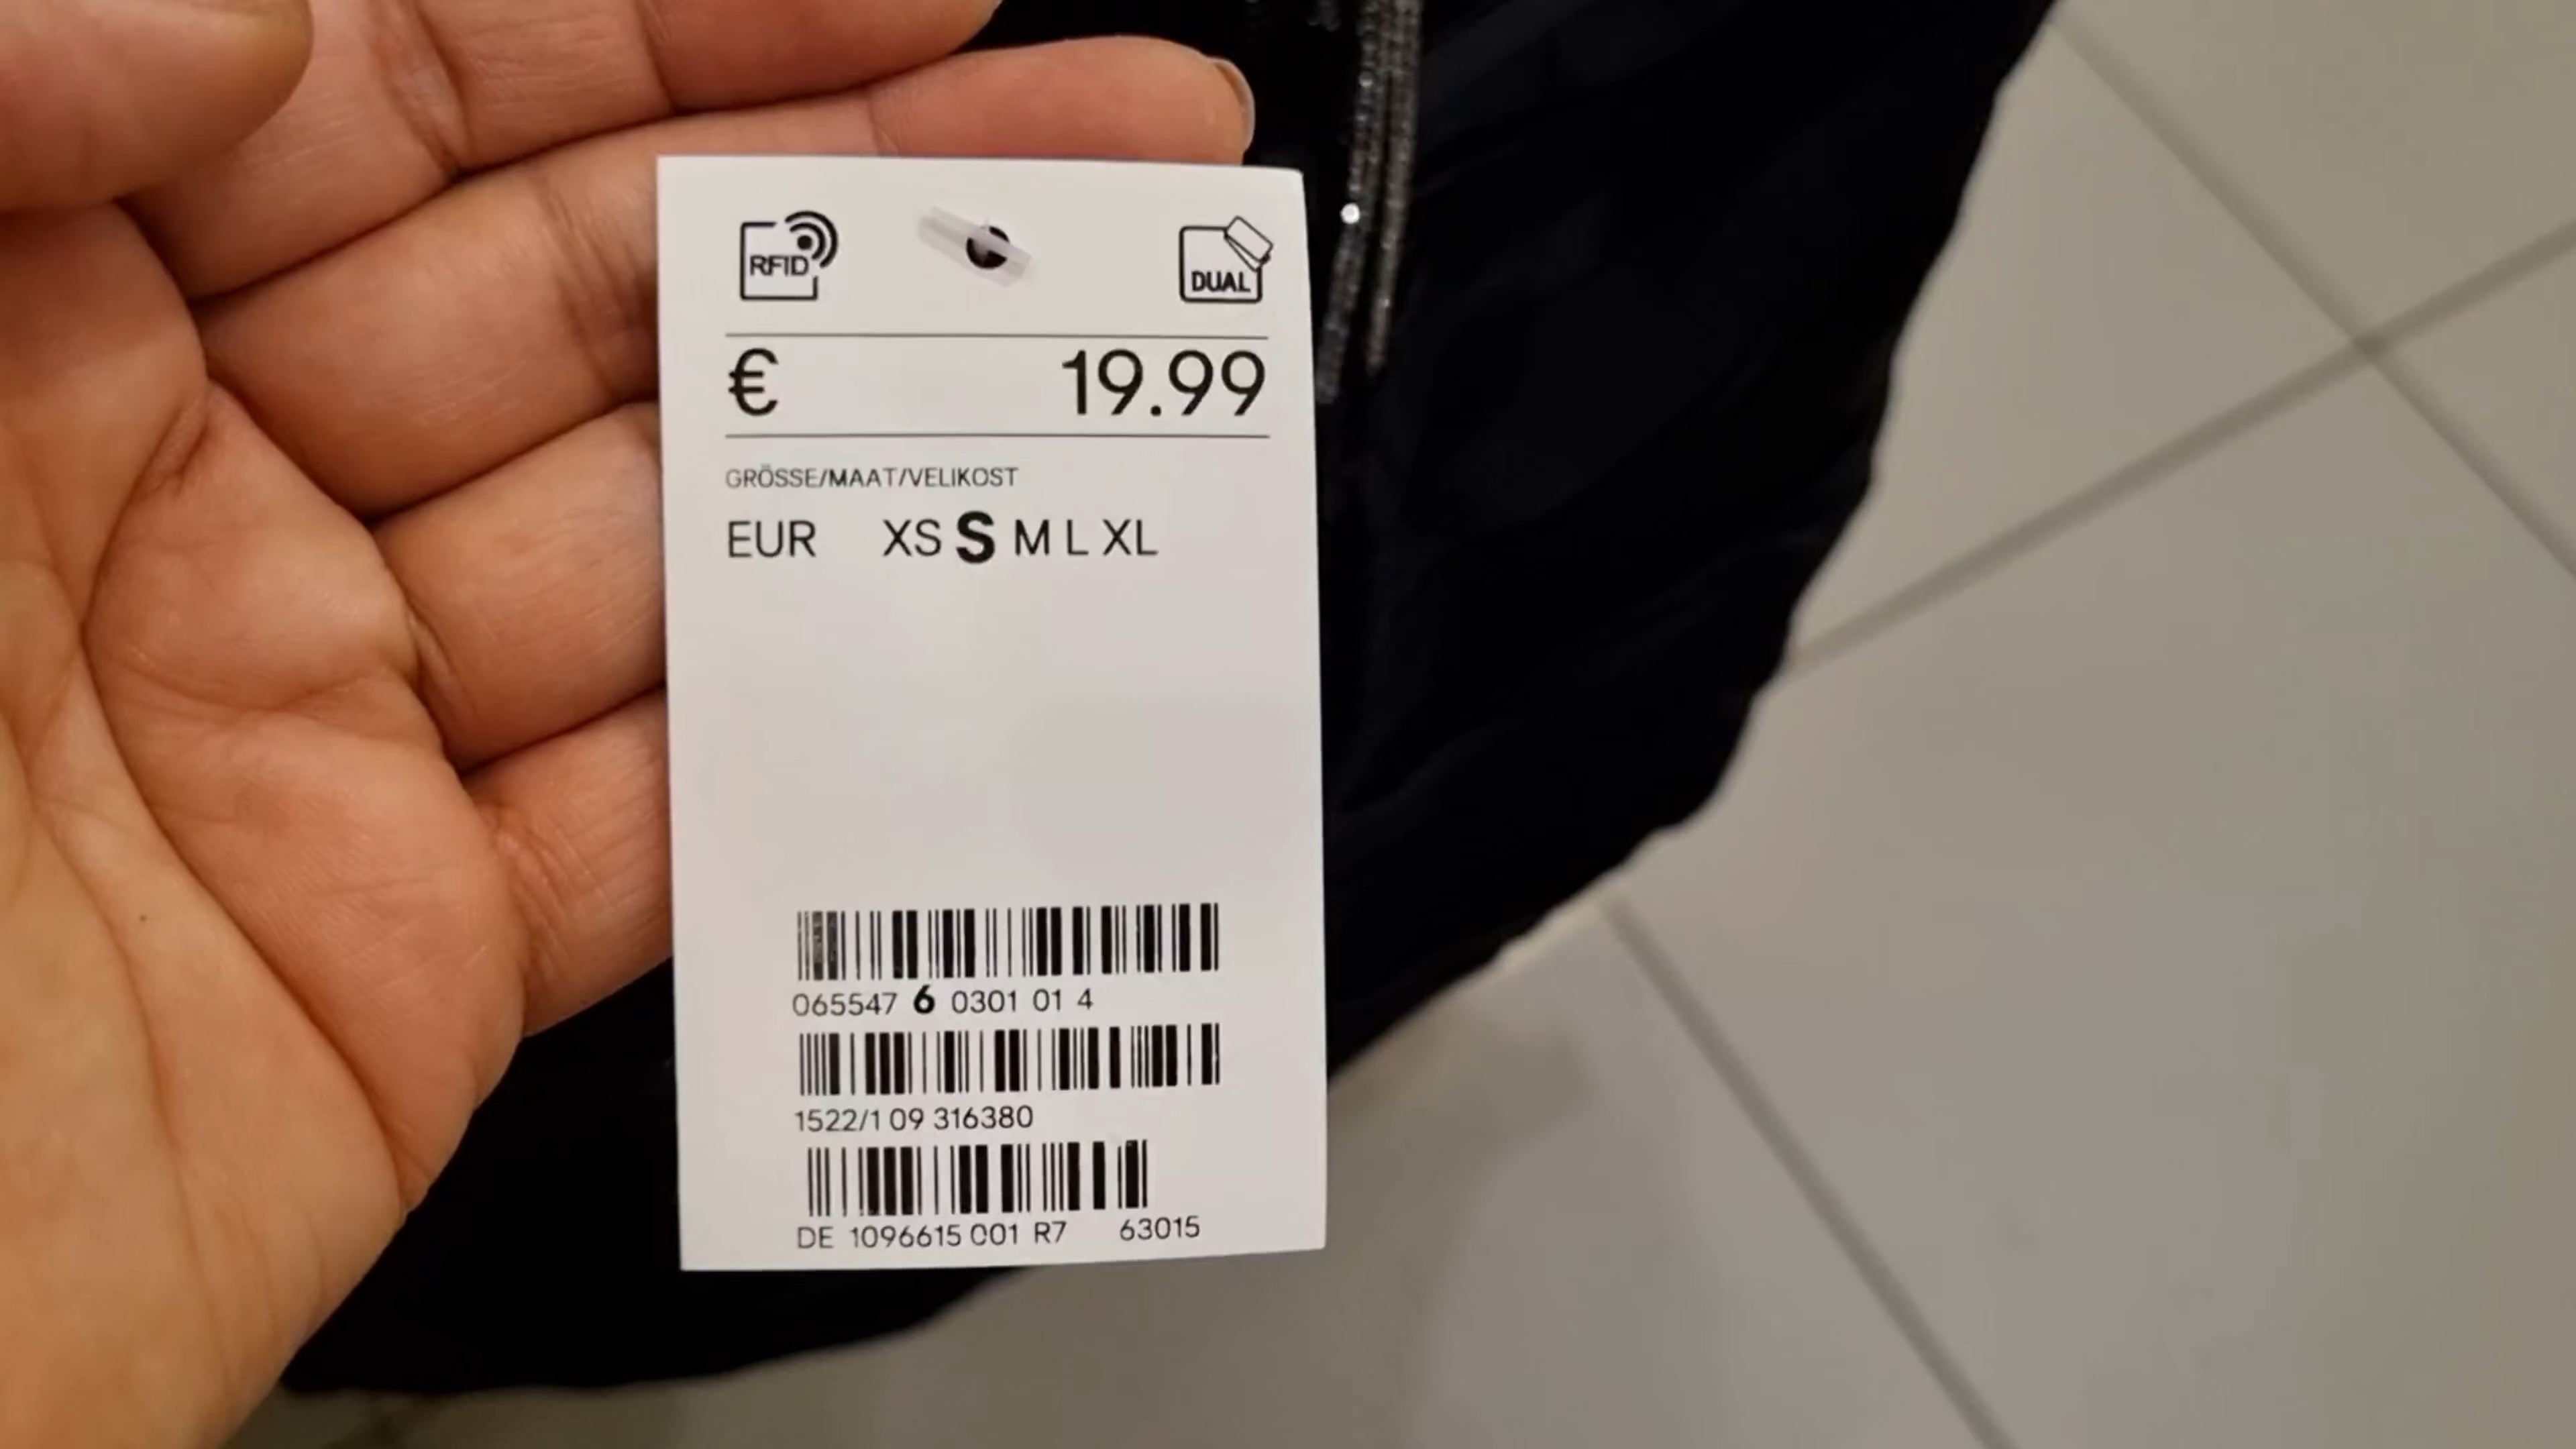 RFID
DUAL
€ 19.99
GRÖSSE/MAAT/VELIKOST
EUR XS S M L XL
065547 6 0301 01 4
1522/1 09 316380
DE 1096615 001 R7 63015